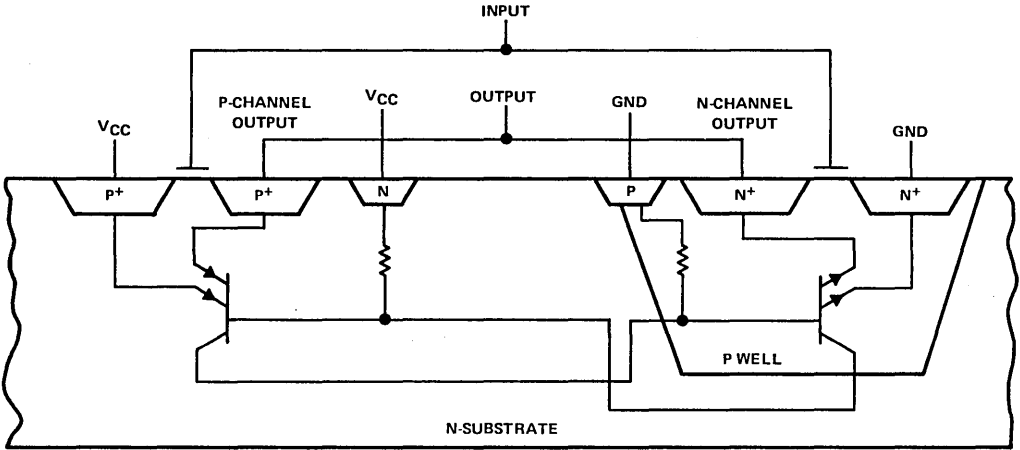 INPUT
P-CHANNEL
OUTPUT
VCC
OUTPUT
GND
N-CHANNEL
OUTPUT
VCC
GND
P+
P+
N
P
N+
N+
P WELL
N-SUBSTRATE